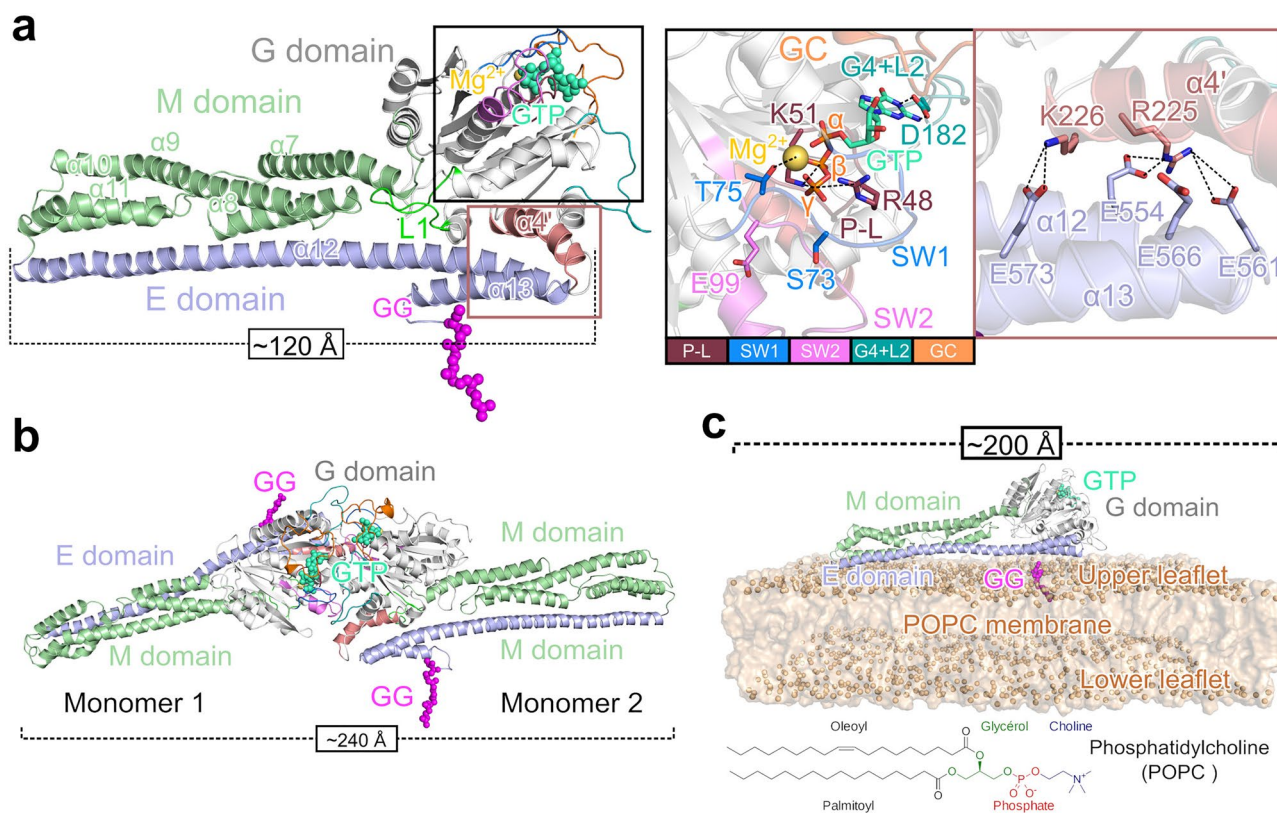 a
G domain
M domain
Mg2+
GTP
α9
α7
α10
α11
α8
L1
α4'
α12
E domain
α13
GG
~120 Å
GC
G4+L2
K51
α
D182
Mg2+
GTP
β
T75
γ
R48
P-L
SW1
E99
S73
SW2
P-L SW1 SW2 G4+L2 GC
α4'
K226
R225
α12
E554
E573
E566
E561
α13
b
GG
G domain
M domain
E domain
GTP
M domain
M domain
GG
Monomer 1
Monomer 2
~240 Å
c
~200 Å
GTP
M domain
G domain
E domain
GG
Upper leaflet
POPC membrane
Lower leaflet
Oleoyl
Glycérol
Choline
O
O
O
O
P
O
N+
O
O
O-
Palmitoyl
Phosphate
Phosphatidylcholine
(POPC )